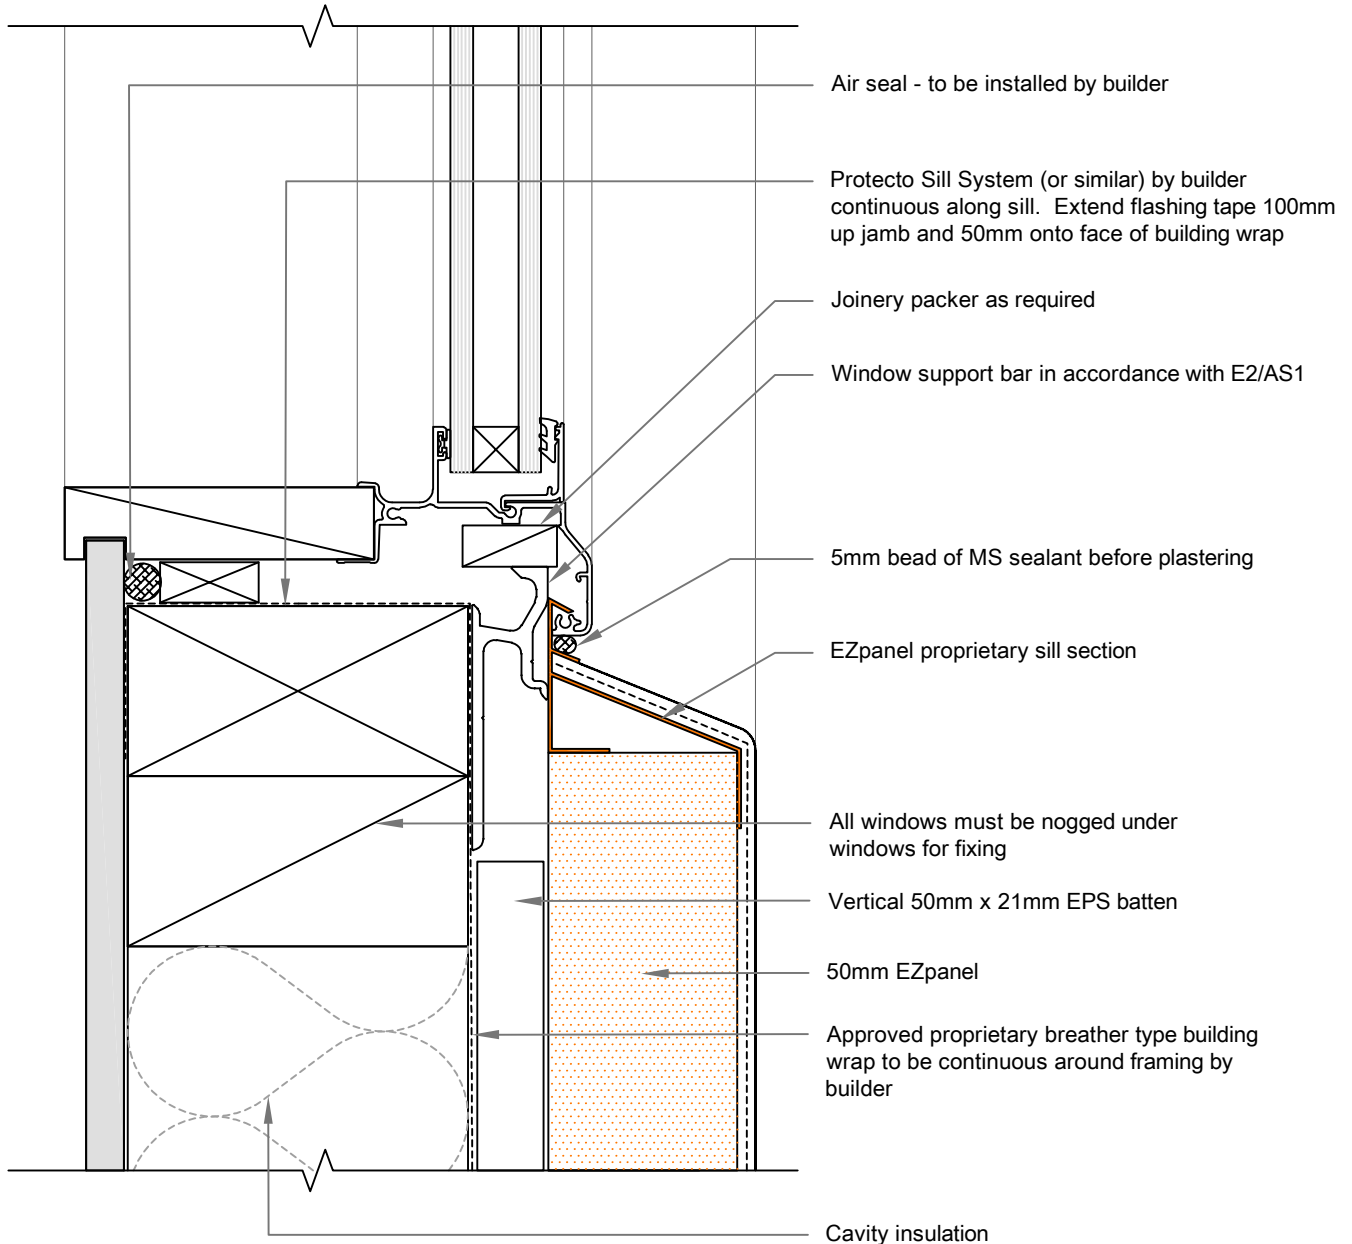 Air seal - to be installed by builder
Protecto Sill System (or similar) by builder
continuous along sill.  Extend flashing tape 100mm
up jamb and 50mm onto face of building wrap
Joinery packer as required
Window support bar in accordance with E2/AS1
5mm bead of MS sealant before plastering
EZpanel proprietary sill section
All windows must be nogged under
windows for fixing
Vertical 50mm x 21mm EPS batten
50mm EZpanel
Approved proprietary breather type building
wrap to be continuous around framing by
builder
Cavity insulation